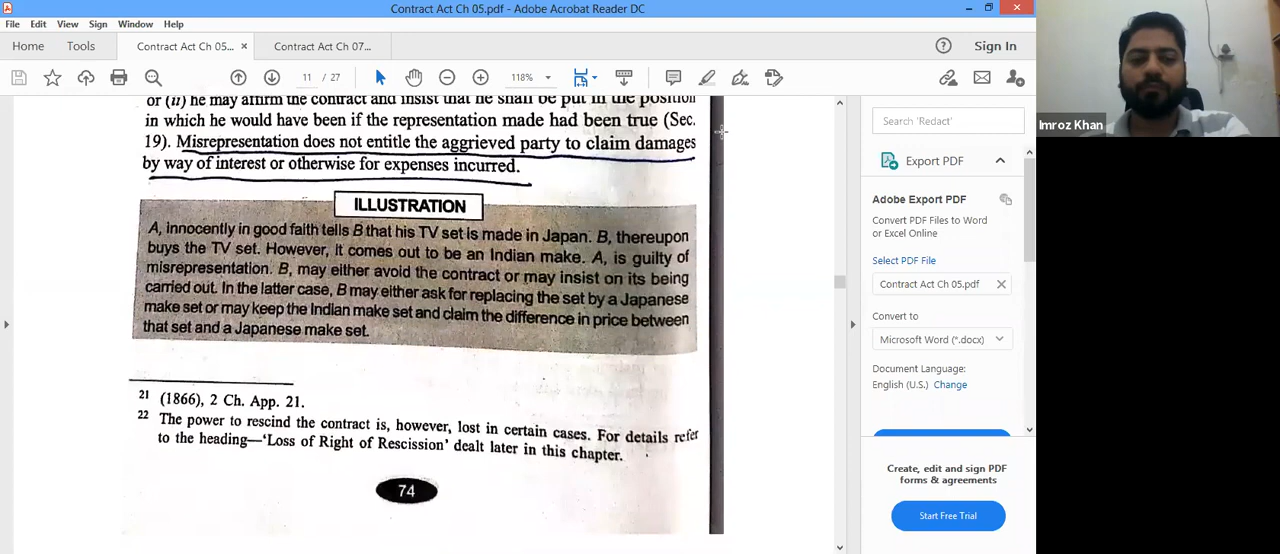 Contract Act Ch 05.pdf - Adobe Acrobat Reader DC
File Edit View Sign Window Help
Home Tools Contract Act Ch 05... × Contract Act Ch 07... Sign In
11 / 27 118%
or (ii) he may affirm the contract and insist that he shall be put in the position
in which he would have been if the representation made had been true (Sec.
19). Misrepresentation does not entitle the aggrieved party to claim damages
by way of interest or otherwise for expenses incurred.
ILLUSTRATION
A, innocently in good faith tells B that his TV set is made in Japan. B, thereupon
buys the TV set. However, it comes out to be an Indian make. A, is guilty of
misrepresentation. B, may either avoid the contract or may insist on its being
carried out. In the latter case, B may either ask for replacing the set by a Japanese
make set or may keep the Indian make set and claim the difference in price between
that set and a Japanese make set.
21 (1866), 2 Ch. App. 21.
22 The power to rescind the contract is, however, lost in certain cases. For details refer
to the heading—'Loss of Right of Rescission' dealt later in this chapter.
74
Search 'Redact'
Export PDF
Adobe Export PDF
Convert PDF Files to Word
or Excel Online
Select PDF File
Contract Act Ch 05.pdf
Convert to
Microsoft Word (*.docx)
Document Language:
English (U.S.) Change
Create, edit and sign PDF
forms & agreements
Start Free Trial
Imroz Khan